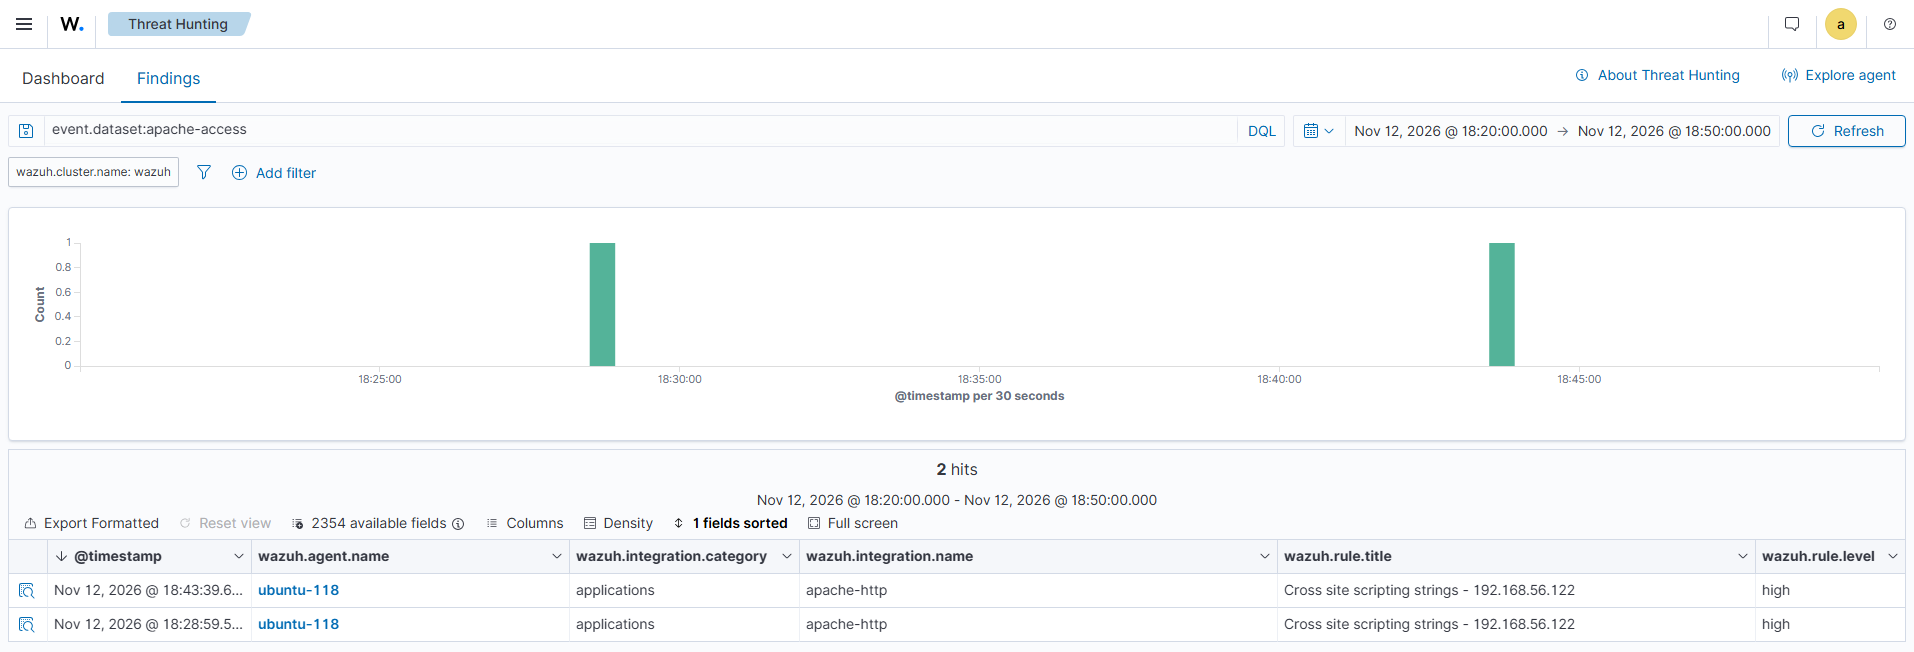 W. Threat Hunting a
Dashboard Findings About Threat Hunting Explore agent
event.dataset:apache-access DQL Nov 12, 2026 @ 18:20:00.000 → Nov 12, 2026 @ 18:50:00.000 Refresh
wazuh.cluster.name: wazuh Add filter
1
0.8
0.6
0.4
0.2
0
Count
18:25:00 18:30:00 18:35:00 18:40:00 18:45:00
@timestamp per 30 seconds
2 hits
Nov 12, 2026 @ 18:20:00.000 - Nov 12, 2026 @ 18:50:00.000
Export Formatted Reset view 2354 available fields Columns Density 1 fields sorted Full screen
@timestamp wazuh.agent.name wazuh.integration.category wazuh.integration.name wazuh.rule.title wazuh.rule.level
Nov 12, 2026 @ 18:43:39.6... ubuntu-118 applications apache-http Cross site scripting strings - 192.168.56.122 high
Nov 12, 2026 @ 18:28:59.5... ubuntu-118 applications apache-http Cross site scripting strings - 192.168.56.122 high